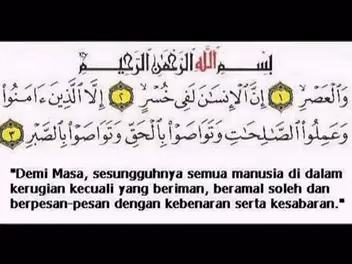 بِسْمِ اللَّهِ الرَّحْمَٰنِ الرَّحِيمِ
وَالْعَصْرِ ١ إِنَّ الْإِنسَانَ لَفِي خُسْرٍ ٢ إِلَّا الَّذِينَ ءَامَنُوا
وَعَمِلُوا الصَّالِحَاتِ وَتَوَاصَوْا بِالْحَقِّ وَتَوَاصَوْا بِالصَّبْرِ ٣
"Demi Masa, sesungguhnya semua manusia di dalam
kerugian kecuali yang beriman, beramal soleh dan
berpesan-pesan dengan kebenaran serta kesabaran."